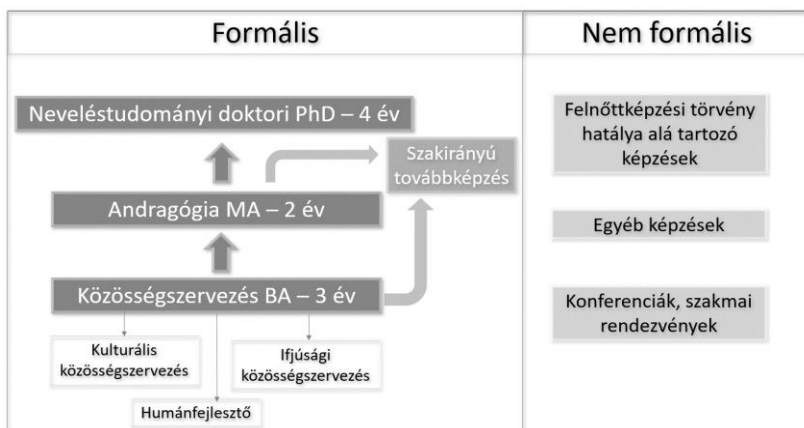 Formális
Neveléstudományi doktori PhD – 4 év
Szakirányú
továbbképzés
Andragógia MA – 2 év
Közösségszervezés BA – 3 év
Kulturális
közösségszervezés
Ifjúsági
közösségszervezés
Humánfejlesztő
Nem formális
Felnőttképzési törvény
hatálya alá tartozó
képzések
Egyéb képzések
Konferenciák, szakmai
rendezvények